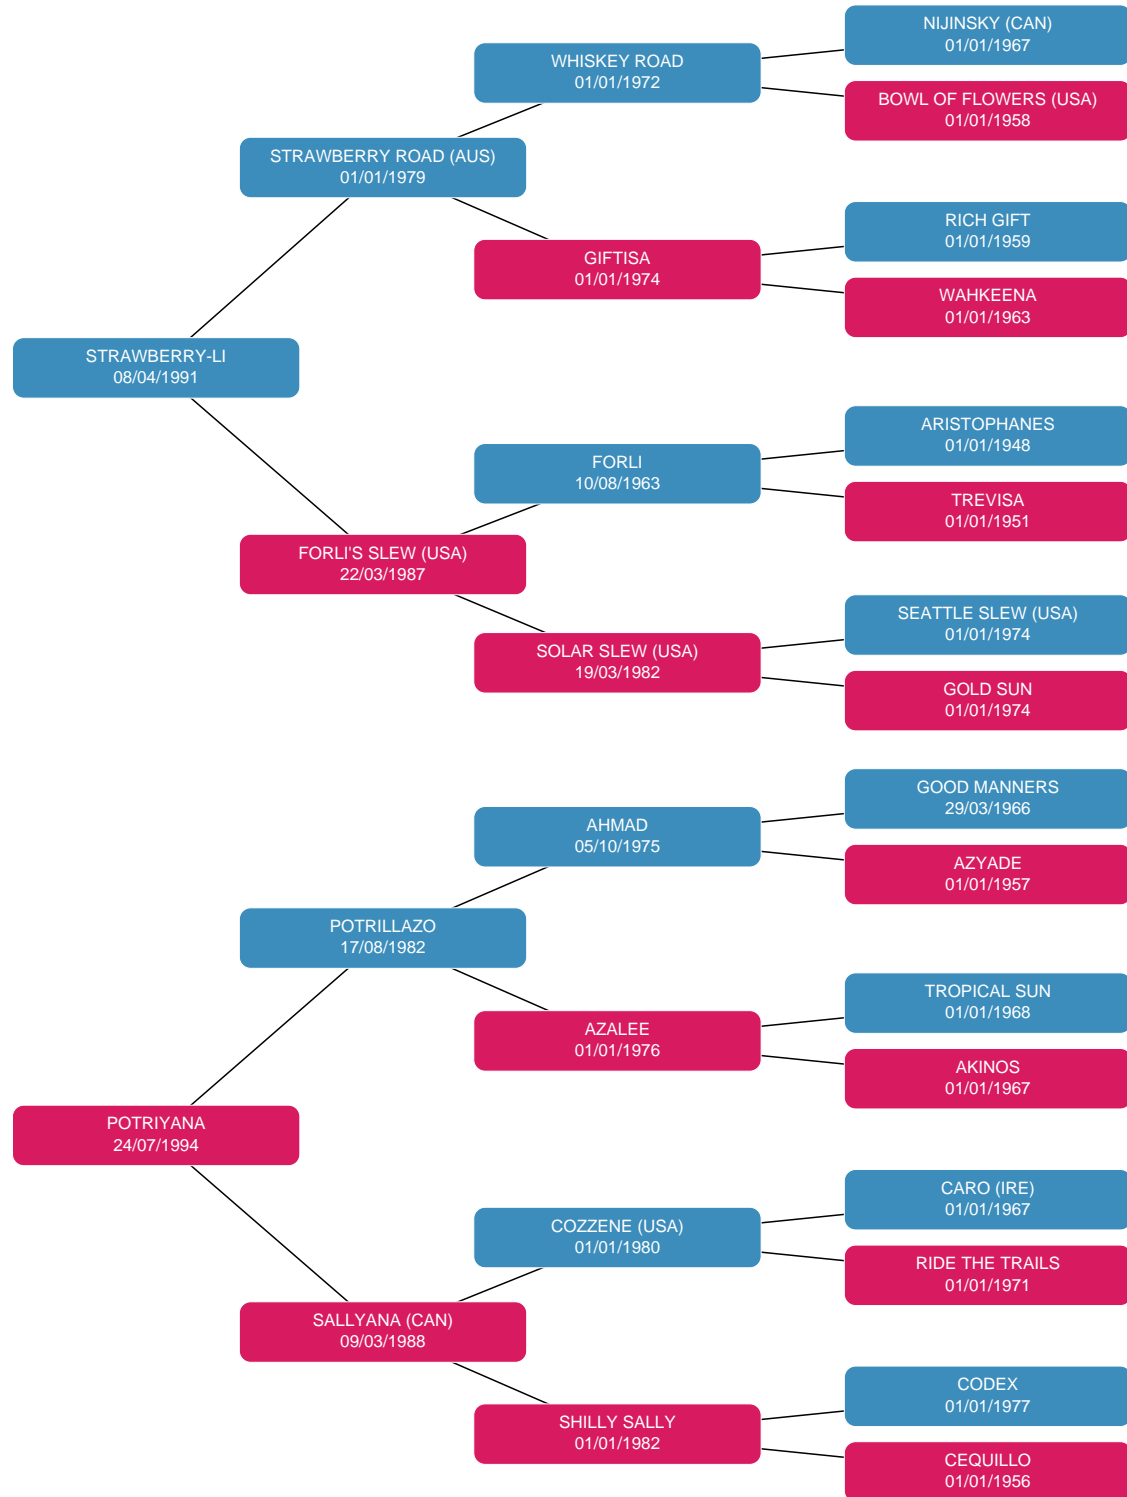 NIJINSKY (CAN)
01/01/1967
WHISKEY ROAD
01/01/1972
BOWL OF FLOWERS (USA)
01/01/1958
STRAWBERRY ROAD (AUS)
01/01/1979
RICH GIFT
01/01/1959
GIFTISA
01/01/1974
WAHKEENA
01/01/1963
STRAWBERRY-LI
08/04/1991
ARISTOPHANES
01/01/1948
FORLI
10/08/1963
TREVISA
01/01/1951
FORLI'S SLEW (USA)
22/03/1987
SEATTLE SLEW (USA)
01/01/1974
SOLAR SLEW (USA)
19/03/1982
GOLD SUN
01/01/1974
GOOD MANNERS
29/03/1966
AHMAD
05/10/1975
AZYADE
01/01/1957
POTRILLAZO
17/08/1982
TROPICAL SUN
01/01/1968
AZALEE
01/01/1976
AKINOS
01/01/1967
POTRIYANA
24/07/1994
CARO (IRE)
01/01/1967
COZZENE (USA)
01/01/1980
RIDE THE TRAILS
01/01/1971
SALLYANA (CAN)
09/03/1988
CODEX
01/01/1977
SHILLY SALLY
01/01/1982
CEQUILLO
01/01/1956